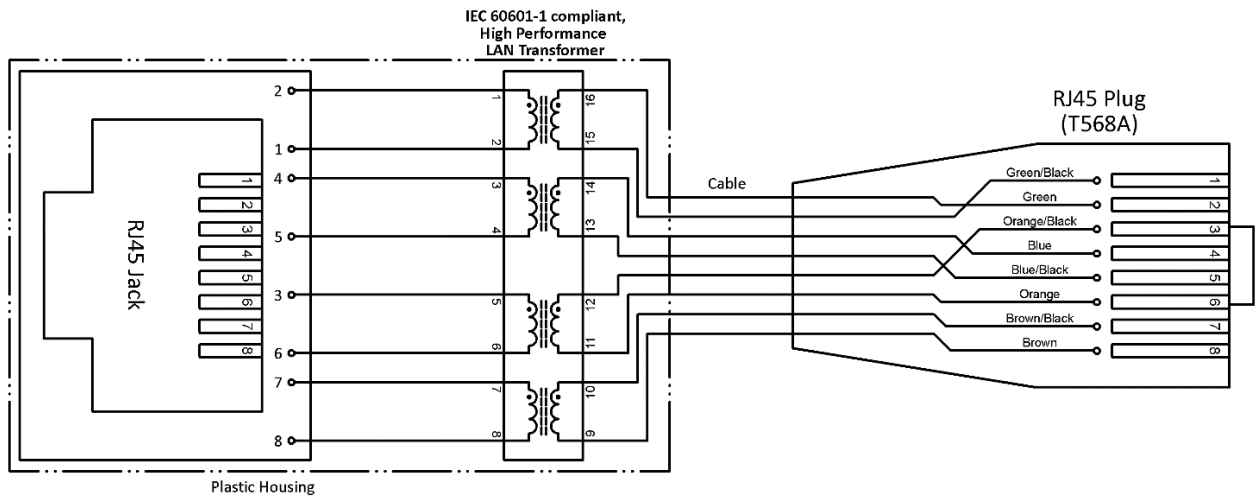 IEC 60601-1 compliant,
High Performance
LAN Transformer
RJ45 Plug
(T568A)
2
1
4
5
3
6
7
8
RJ45 Jack
1
2
3
4
5
6
7
8
1
2
3
4
5
6
7
8
16
15
14
13
12
11
10
9
Cable
Green/Black
Green
Orange/Black
Blue
Blue/Black
Orange
Brown/Black
Brown
1
2
3
4
5
6
7
8
Plastic Housing